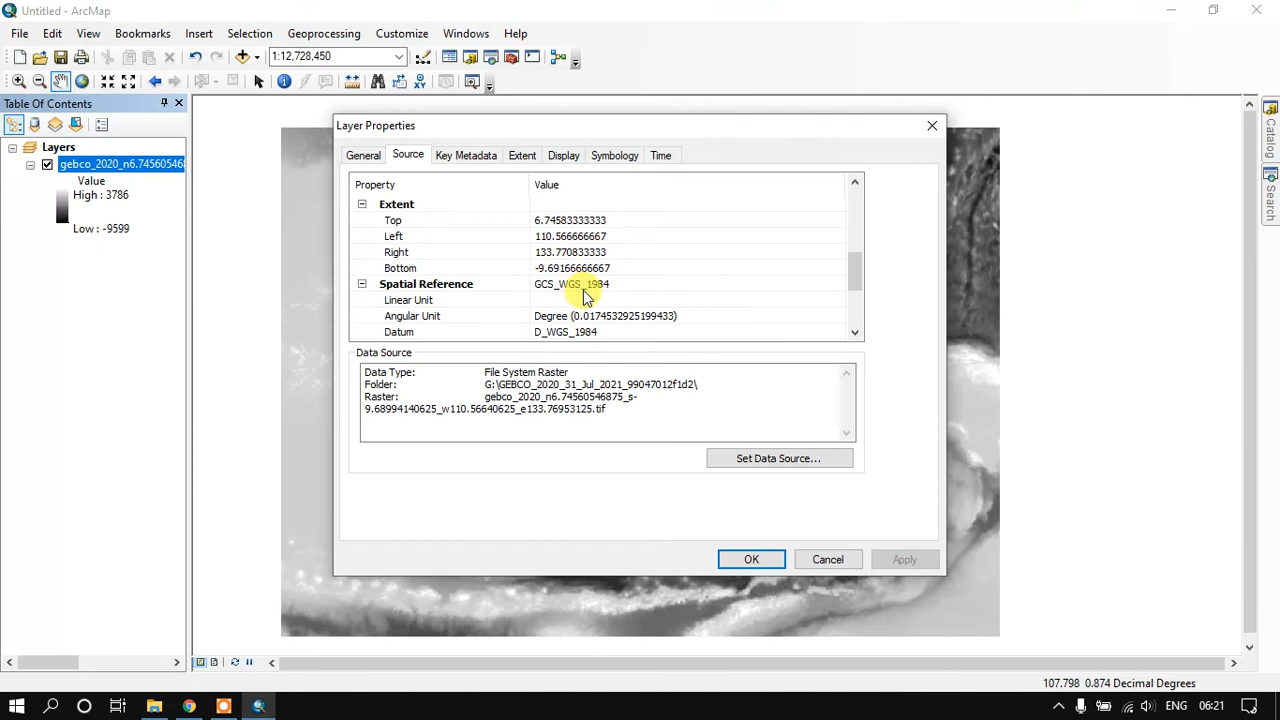 Untitled - ArcMap
File Edit View Bookmarks Insert Selection Geoprocessing Customize Windows Help
1:12,728,450
Table Of Contents
Layers
gebco_2020_n6.74560546
Value
High : 3786
Low : -9599
Layer Properties
General Source Key Metadata Extent Display Symbology Time
Property Value
Extent
Top 6.74583333333
Left 110.566666667
Right 133.770833333
Bottom -9.69166666667
Spatial Reference GCS_WGS_1984
Linear Unit
Angular Unit Degree (0.0174532925199433)
Datum D_WGS_1984
Data Source
Data Type: File System Raster
Folder: G:\GEBCO_2020_31_Jul_2021_99047012f1d2\
Raster: gebco_2020_n6.74560546875_s-
9.68994140625_w110.56640625_e133.76953125.tif
Set Data Source...
OK Cancel Apply
Catalog
Search
107.798 0.874 Decimal Degrees
ENG 06:21